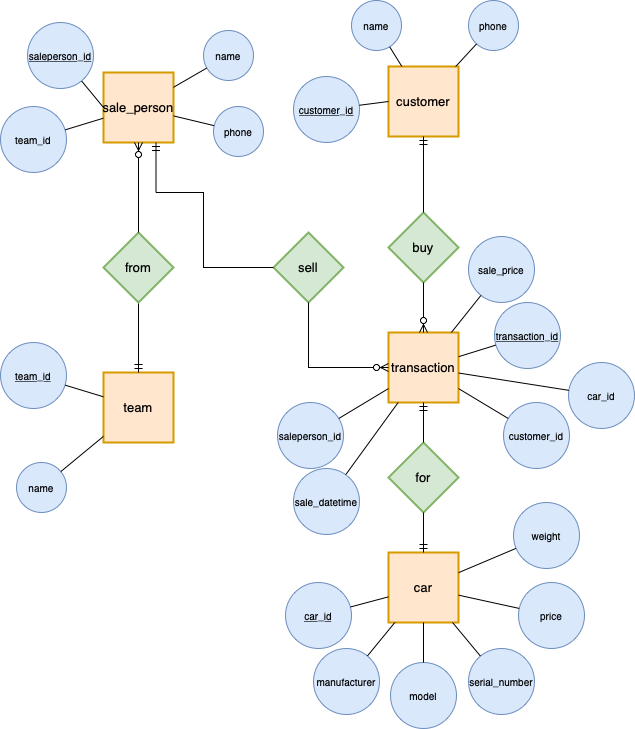 name
phone
saleperson_id
name
sale_person
customer
customer_id
team_id
phone
from
sell
buy
sale_price
transaction_id
transaction
team_id
car_id
team
saleperson_id
customer_id
name
for
sale_datetime
weight
car
car_id
price
manufacturer
model
serial_number